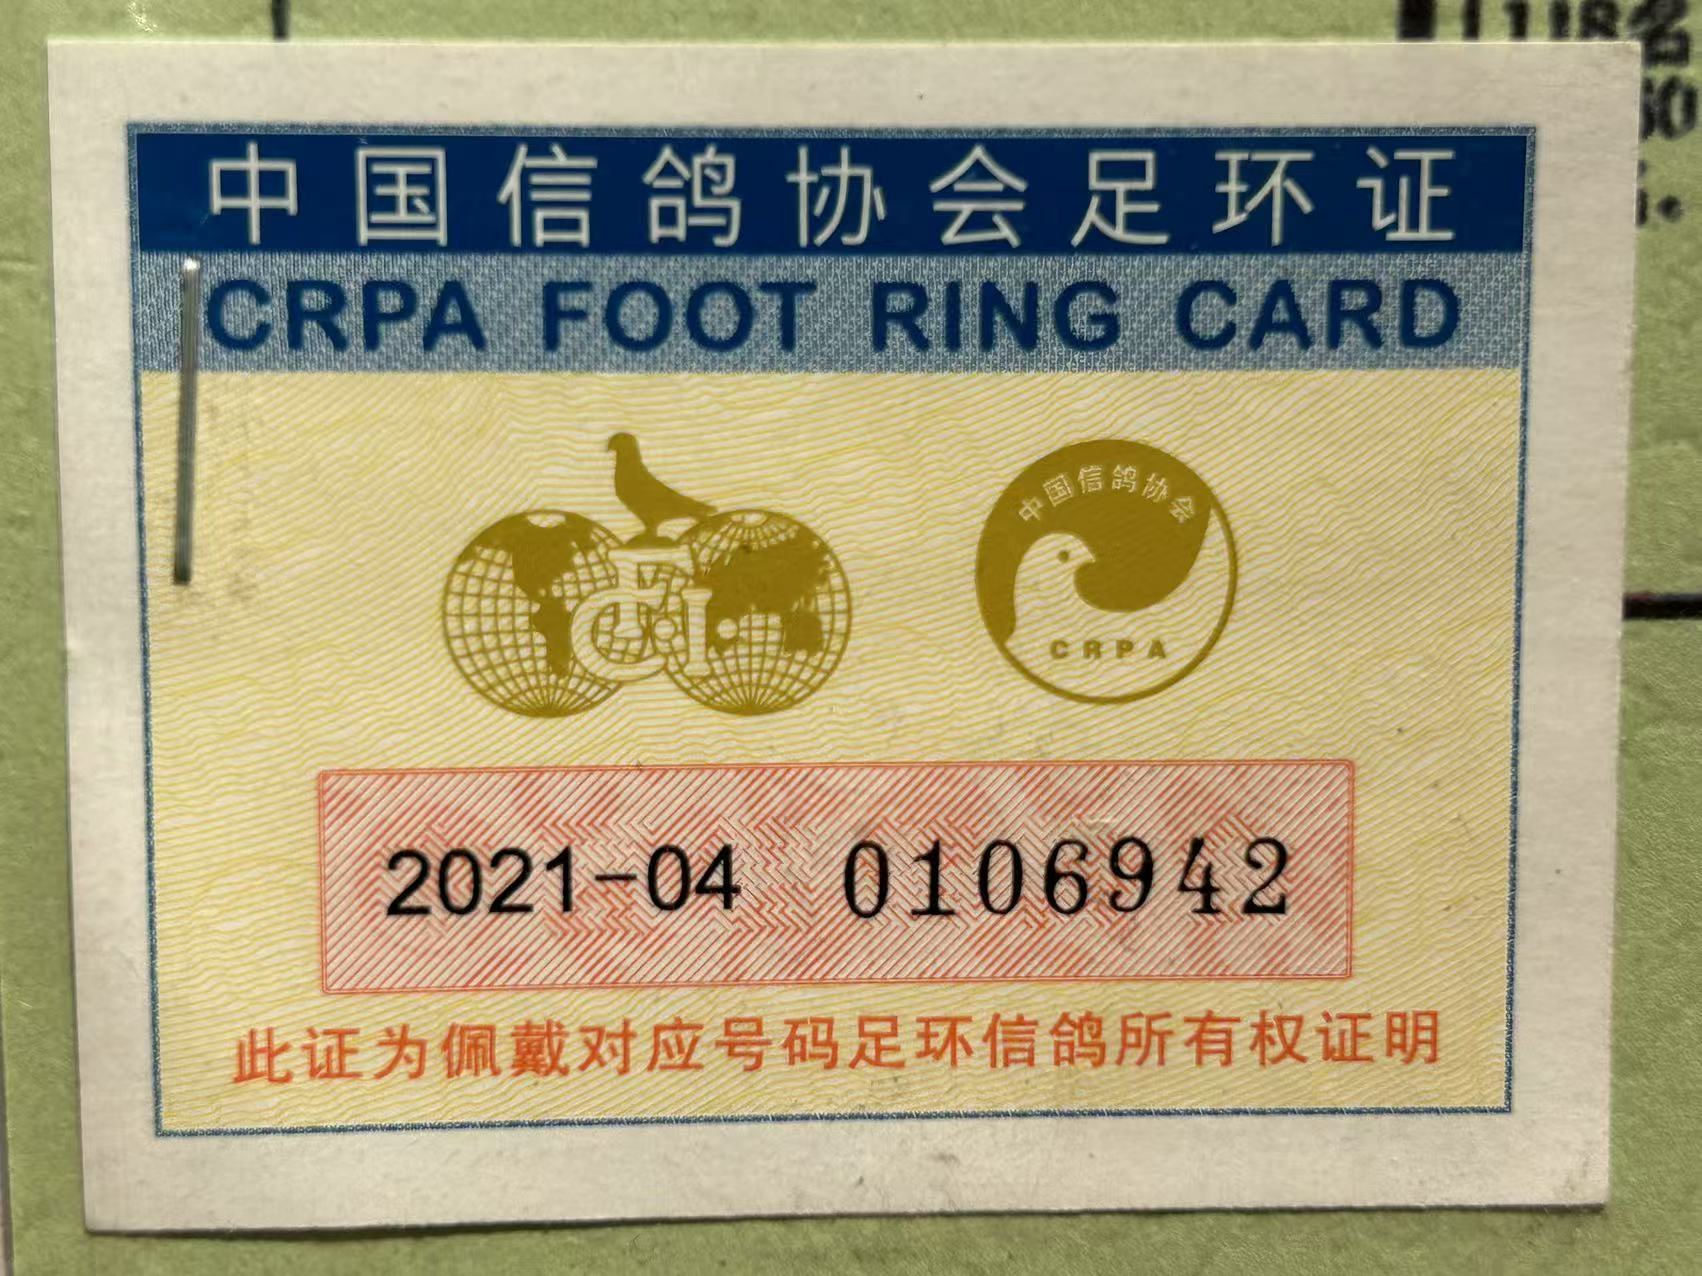 中国信鸽协会足环证
CRPA FOOT RING CARD
中国信鸽协会
CRPA
2021-04 0106942
此证为佩戴对应号码足环信鸽所有权证明